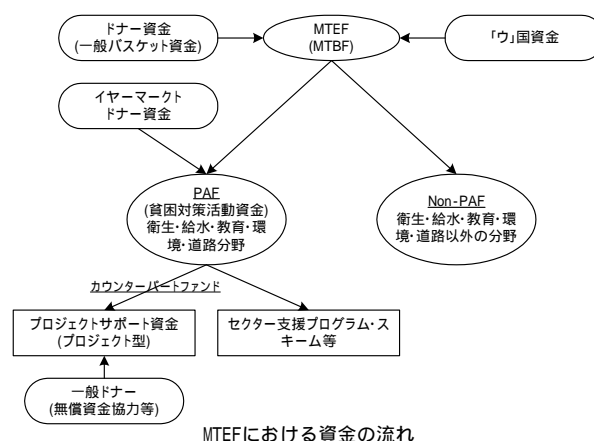 ドナー資金
(一般バスケット資金)
MTEF
(MTBF)
「ウ」国資金
イヤーマークト
ドナー資金
PAF
(貧困対策活動資金)
衛生・給水・教育・環
境・道路分野
Non-PAF
衛生・給水・教育・環
境・道路以外の分野
カウンターパートファンド
プロジェクトサポート資金
(プロジェクト型)
セクター支援プログラム・ス
キーム等
一般ドナー
(無償資金協力等)
MTEFにおける資金の流れ